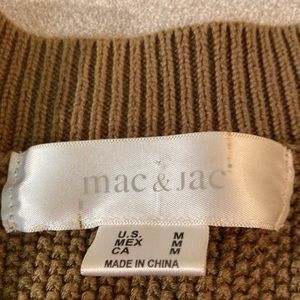 mac & Jac
U.S. M
MEX M
CA M
MADE IN CHINA